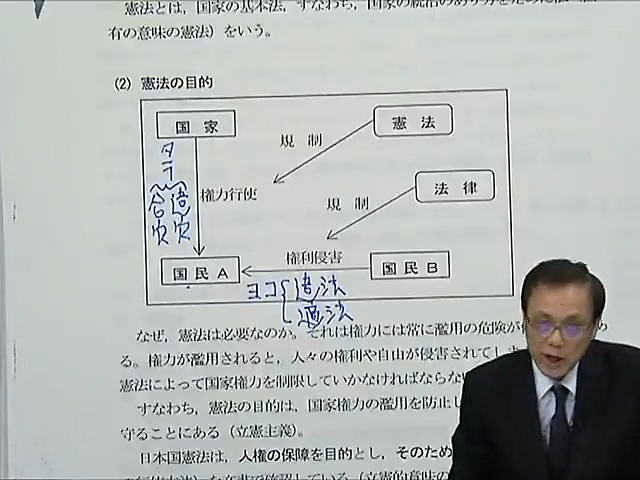 憲法とは，国家の基本法，すなわち，国家の統治のあり方を定めた法
有の意味の憲法）をいう。
(2) 憲法の目的
国家
憲法
規制
タテ
権力行使
法律
規制
合 違
憲 憲
国民A
権利侵害
国民B
ヨコ 違法
適法
なぜ，憲法は必要なのか。それは権力には常に濫用の危険が
る。権力が濫用されると，人々の権利や自由が侵害されてしま
憲法によって国家権力を制限していかなければならな
すなわち，憲法の目的は，国家権力の濫用を防止し
守ることにある（立憲主義）。
日本国憲法は，人権の保障を目的とし，そのため